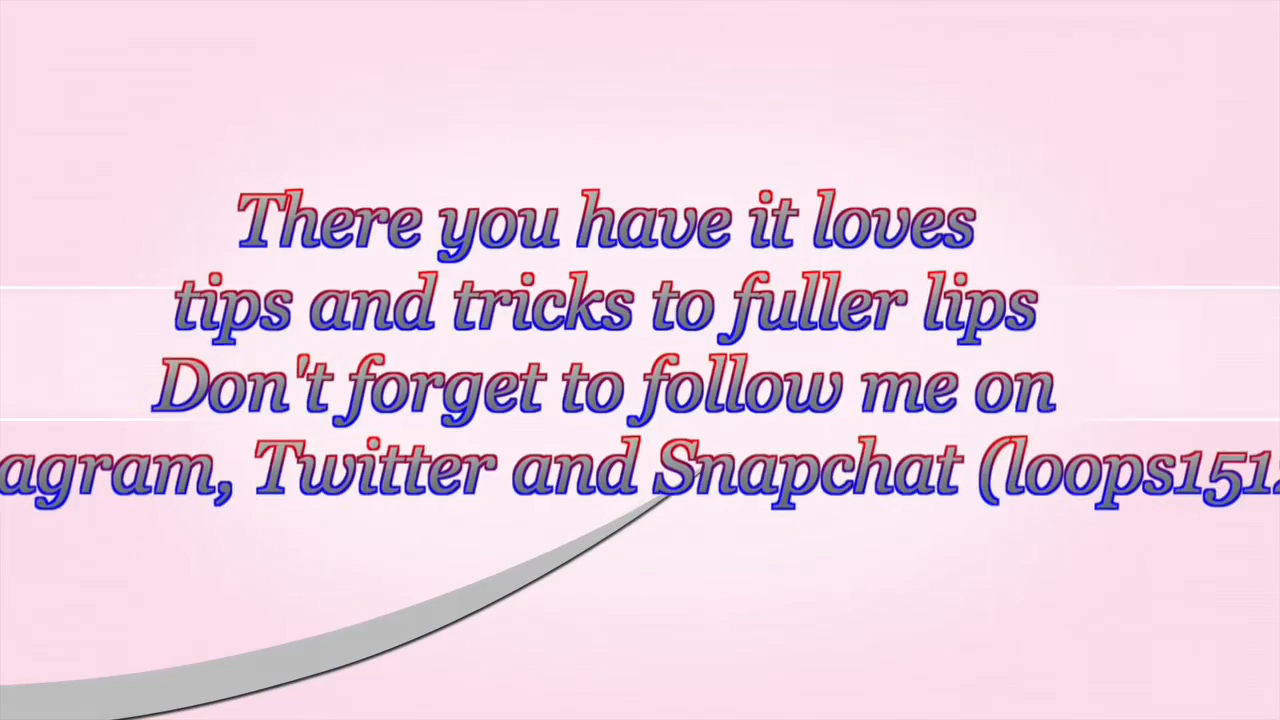 There you have it loves
tips and tricks to fuller lips
Don't forget to follow me on
agram, Twitter and Snapchat (loops151